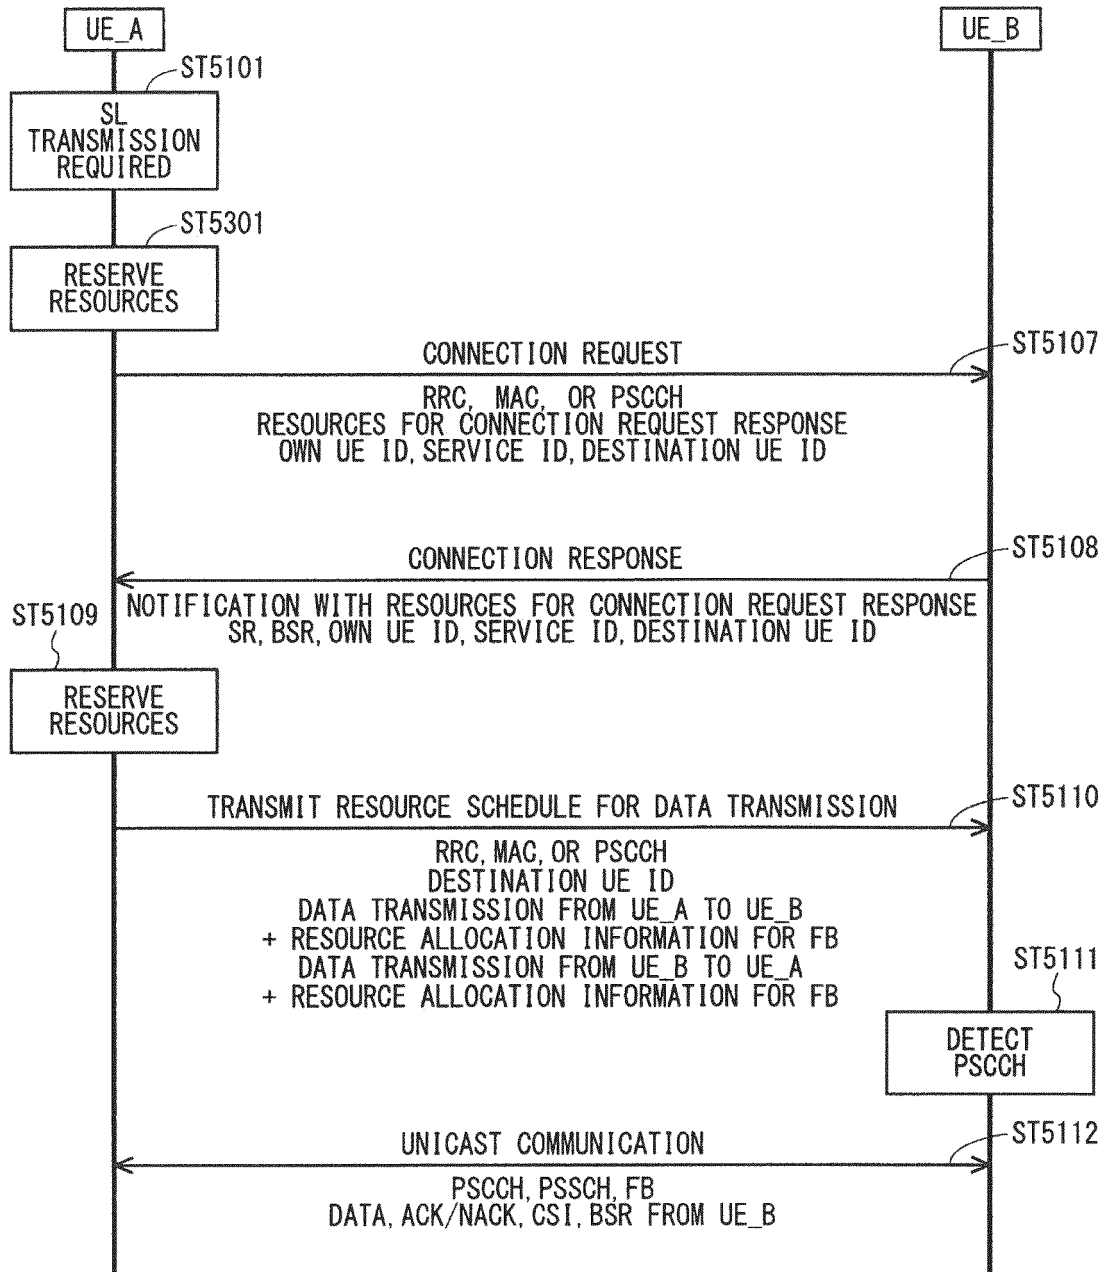 UE_A
UE_B
ST5101
SL
TRANSMISSION
REQUIRED
ST5301
RESERVE
RESOURCES
CONNECTION REQUEST
ST5107
RRC, MAC, OR PSCCH
RESOURCES FOR CONNECTION REQUEST RESPONSE
OWN UE ID, SERVICE ID, DESTINATION UE ID
CONNECTION RESPONSE
ST5108
NOTIFICATION WITH RESOURCES FOR CONNECTION REQUEST RESPONSE
SR, BSR, OWN UE ID, SERVICE ID, DESTINATION UE ID
ST5109
RESERVE
RESOURCES
TRANSMIT RESOURCE SCHEDULE FOR DATA TRANSMISSION
ST5110
RRC, MAC, OR PSCCH
DESTINATION UE ID
DATA TRANSMISSION FROM UE_A TO UE_B
+ RESOURCE ALLOCATION INFORMATION FOR FB
DATA TRANSMISSION FROM UE_B TO UE_A
+ RESOURCE ALLOCATION INFORMATION FOR FB
ST5111
DETECT
PSCCH
UNICAST COMMUNICATION
ST5112
PSCCH, PSSCH, FB
DATA, ACK/NACK, CSI, BSR FROM UE_B